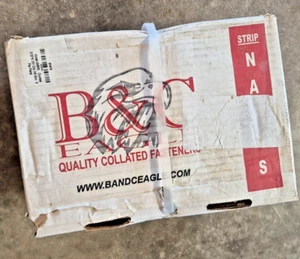 B&C
EAGLE
QUALITY COLLATED FASTENERS
WWW.BANDCEAGLE.COM
STRIP
N
A
S